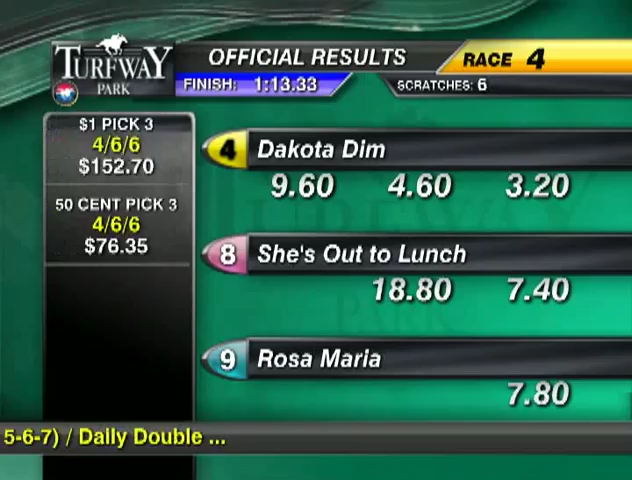 TURFWAY
PARK
OFFICIAL RESULTS
RACE 4
FINISH: 1:13.33
SCRATCHES: 6
$1 PICK 3
4/6/6
$152.70
50 CENT PICK 3
4/6/6
$76.35
4 Dakota Dim
9.60 4.60 3.20
8 She's Out to Lunch
18.80 7.40
9 Rosa Maria
7.80
5-6-7) / Daily Double ...